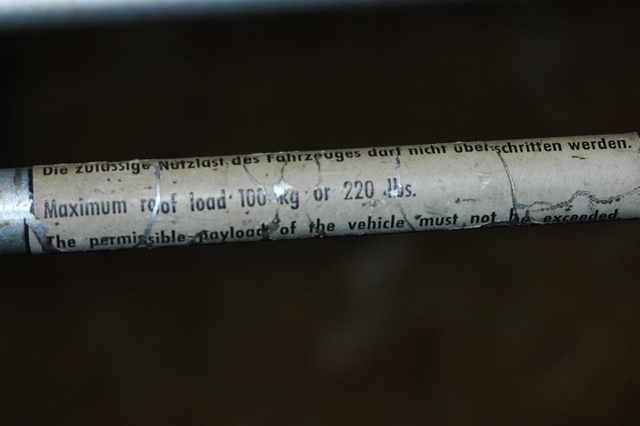 Die zulässige Nutzlast des Fahrzeuges darf nicht überschritten werden.
Maximum roof load 100 kg or 220 lbs.
The permissible payload of the vehicle must not be exceeded